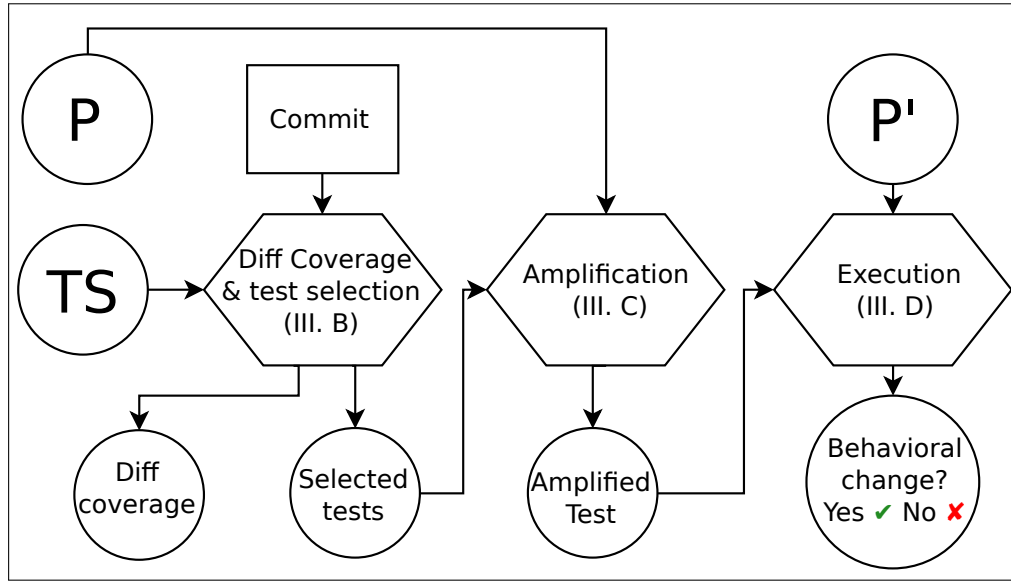 P
Commit
P'
TS
Diff Coverage
& test selection
(III. B)
Amplification
(III. C)
Execution
(III. D)
Diff
coverage
Selected
tests
Amplified
Test
Behavioral
change?
Yes ✔ No ✘